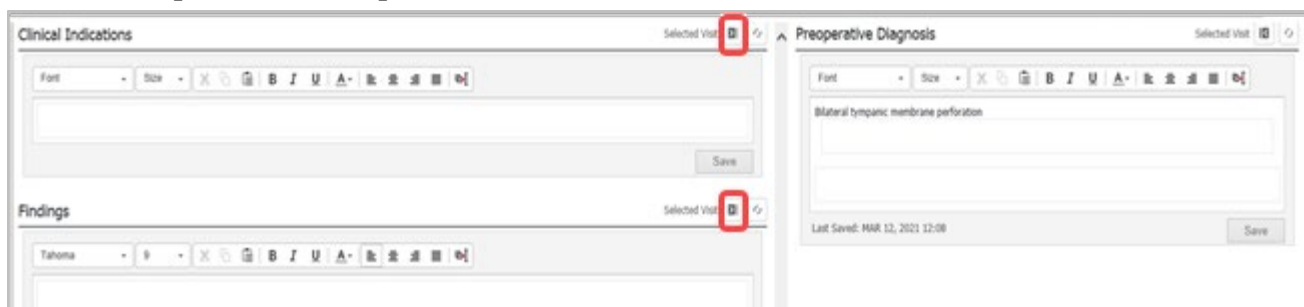 Clinical Indications
Selected Visit
Font Size B I U A
Save
Findings
Selected Visit
Tahoma 9 B I U A
Preoperative Diagnosis
Selected Visit
Font Size B I U A
Bilateral tympanic membrane perforation
Last Saved: MAR 12, 2021 12:08
Save